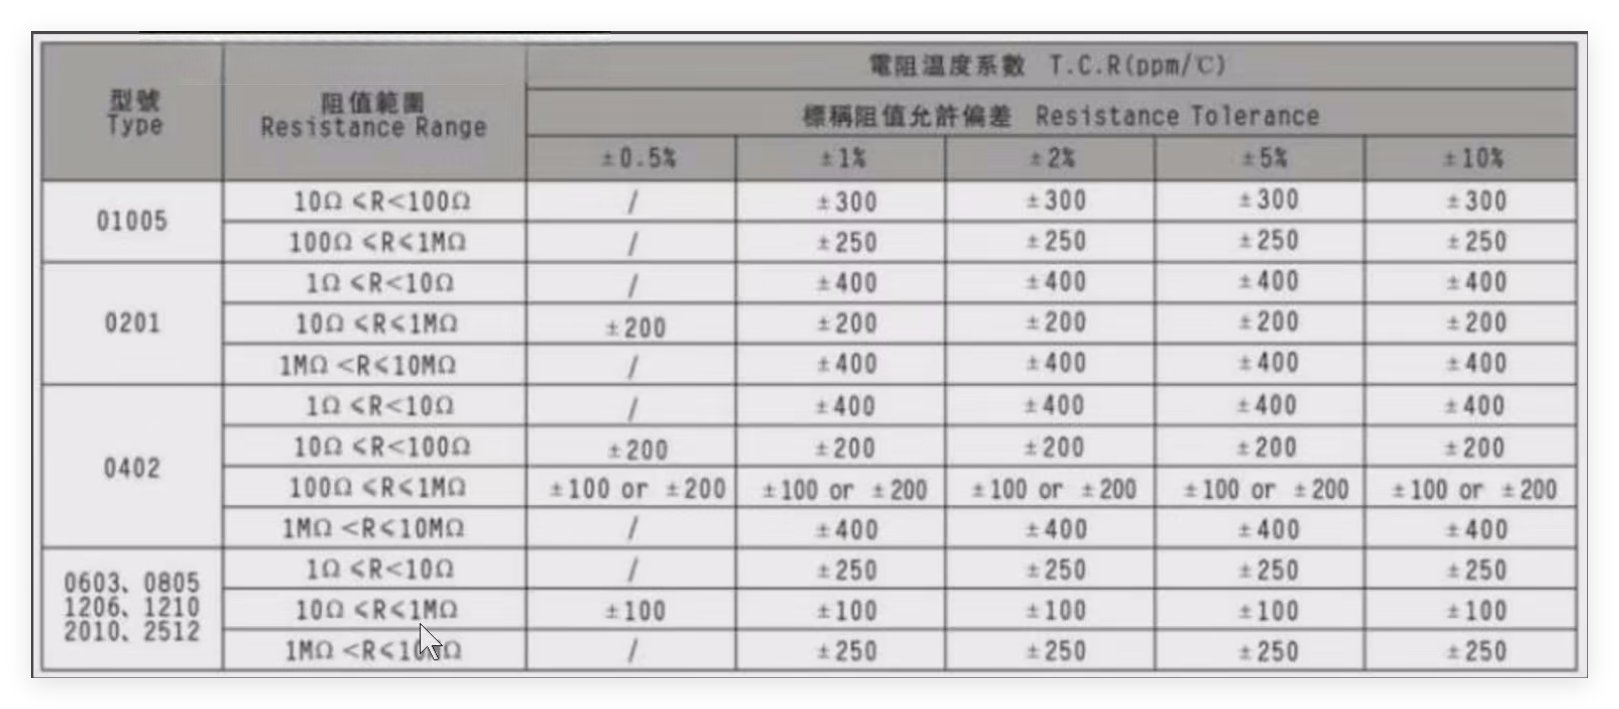 型號
Type
阻值範圍
Resistance Range
電阻溫度系數 T.C.R(ppm/℃)
標稱阻值允許偏差 Resistance Tolerance
±0.5% ±1% ±2% ±5% ±10%
01005
10Ω ⩽R<100Ω / ±300 ±300 ±300 ±300
100Ω ⩽R⩽1MΩ / ±250 ±250 ±250 ±250
0201
1Ω ⩽R<10Ω / ±400 ±400 ±400 ±400
10Ω ⩽R⩽1MΩ ±200 ±200 ±200 ±200 ±200
1MΩ <R⩽10MΩ / ±400 ±400 ±400 ±400
0402
1Ω ⩽R<10Ω / ±400 ±400 ±400 ±400
10Ω ⩽R<100Ω ±200 ±200 ±200 ±200 ±200
100Ω ⩽R⩽1MΩ ±100 or ±200 ±100 or ±200 ±100 or ±200 ±100 or ±200 ±100 or ±200
1MΩ <R⩽10MΩ / ±400 ±400 ±400 ±400
0603、0805
1206、1210
2010、2512
1Ω ⩽R<10Ω / ±250 ±250 ±250 ±250
10Ω ⩽R⩽1MΩ ±100 ±100 ±100 ±100 ±100
1MΩ <R⩽10MΩ / ±250 ±250 ±250 ±250